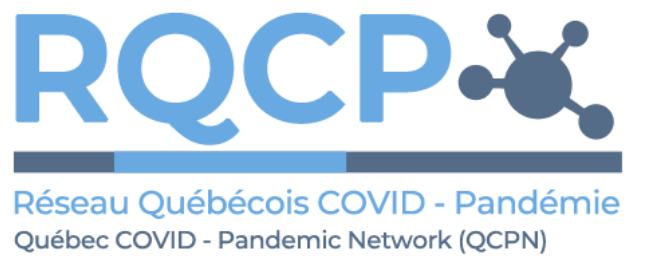 RQCP
Réseau Québécois COVID - Pandémie
Québec COVID - Pandemic Network (QCPN)